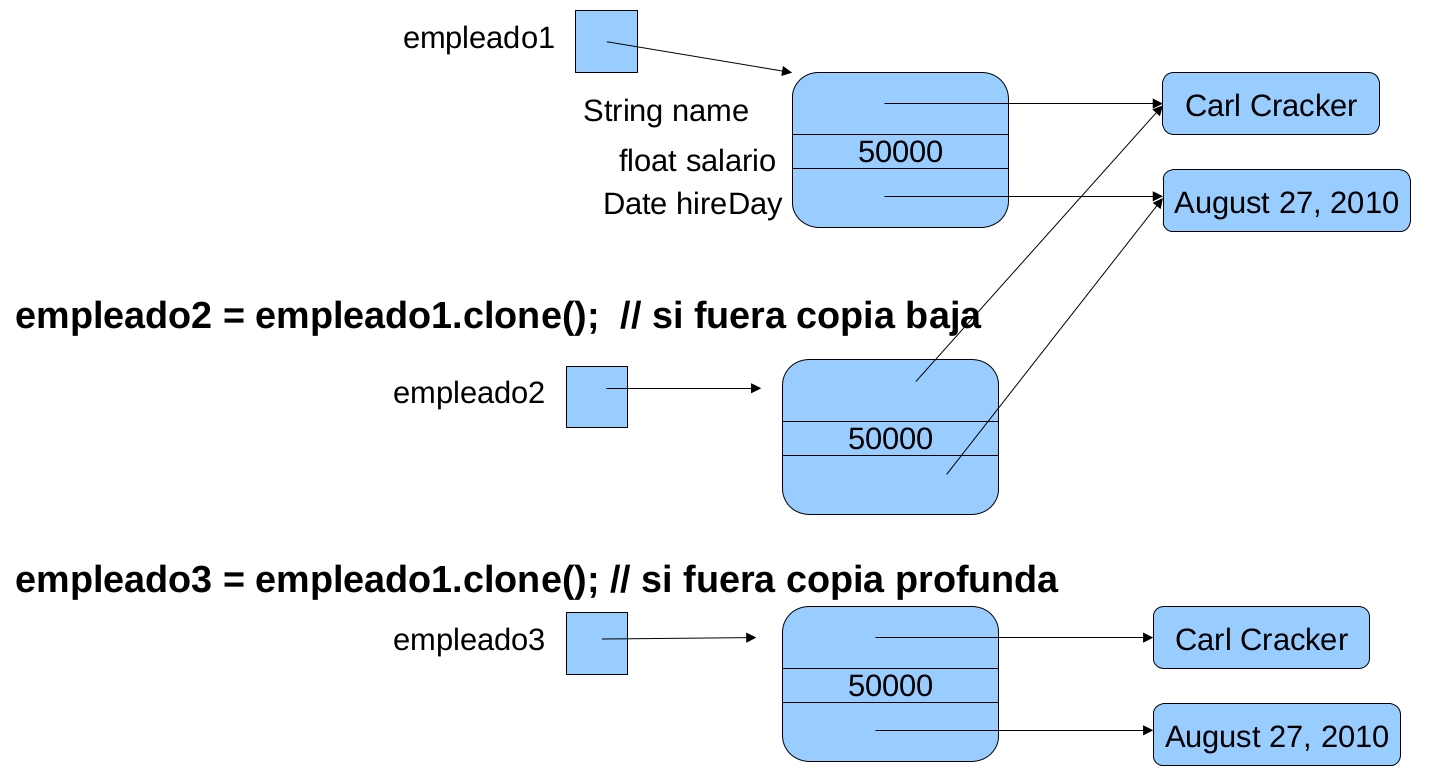 empleado1
String name
Carl Cracker
50000
float salario
Date hireDay
August 27, 2010
empleado2 = empleado1.clone();  // si fuera copia baja
empleado2
50000
empleado3 = empleado1.clone(); // si fuera copia profunda
empleado3
Carl Cracker
50000
August 27, 2010